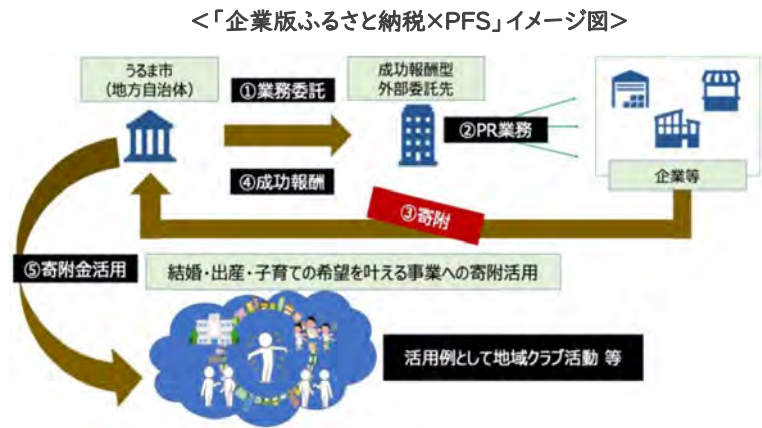 <「企業版ふるさと納税×PFS」イメージ図>
うるま市
(地方自治体)
①業務委託
成功報酬型
外部委託先
②PR業務
④成功報酬
企業等
③寄附
⑤寄附金活用
結婚・出産・子育ての希望を叶える事業への寄附活用
活用例として地域クラブ活動 等